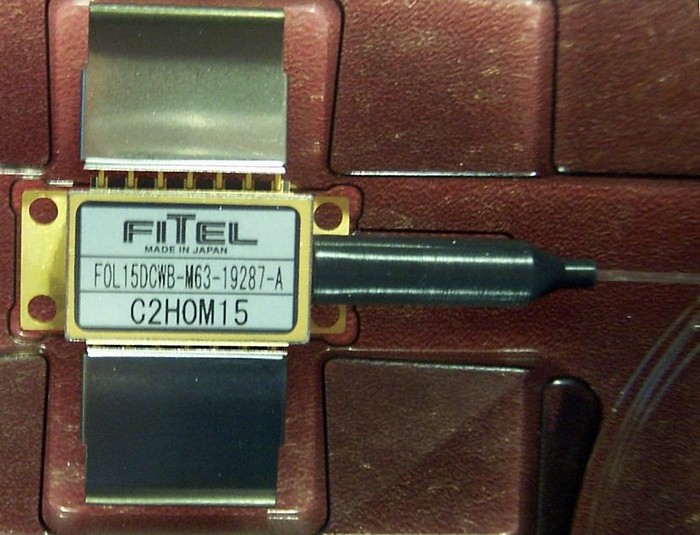 FITEL
MADE IN JAPAN
FOL15DCWB-M63-19287-A
C2HOM15